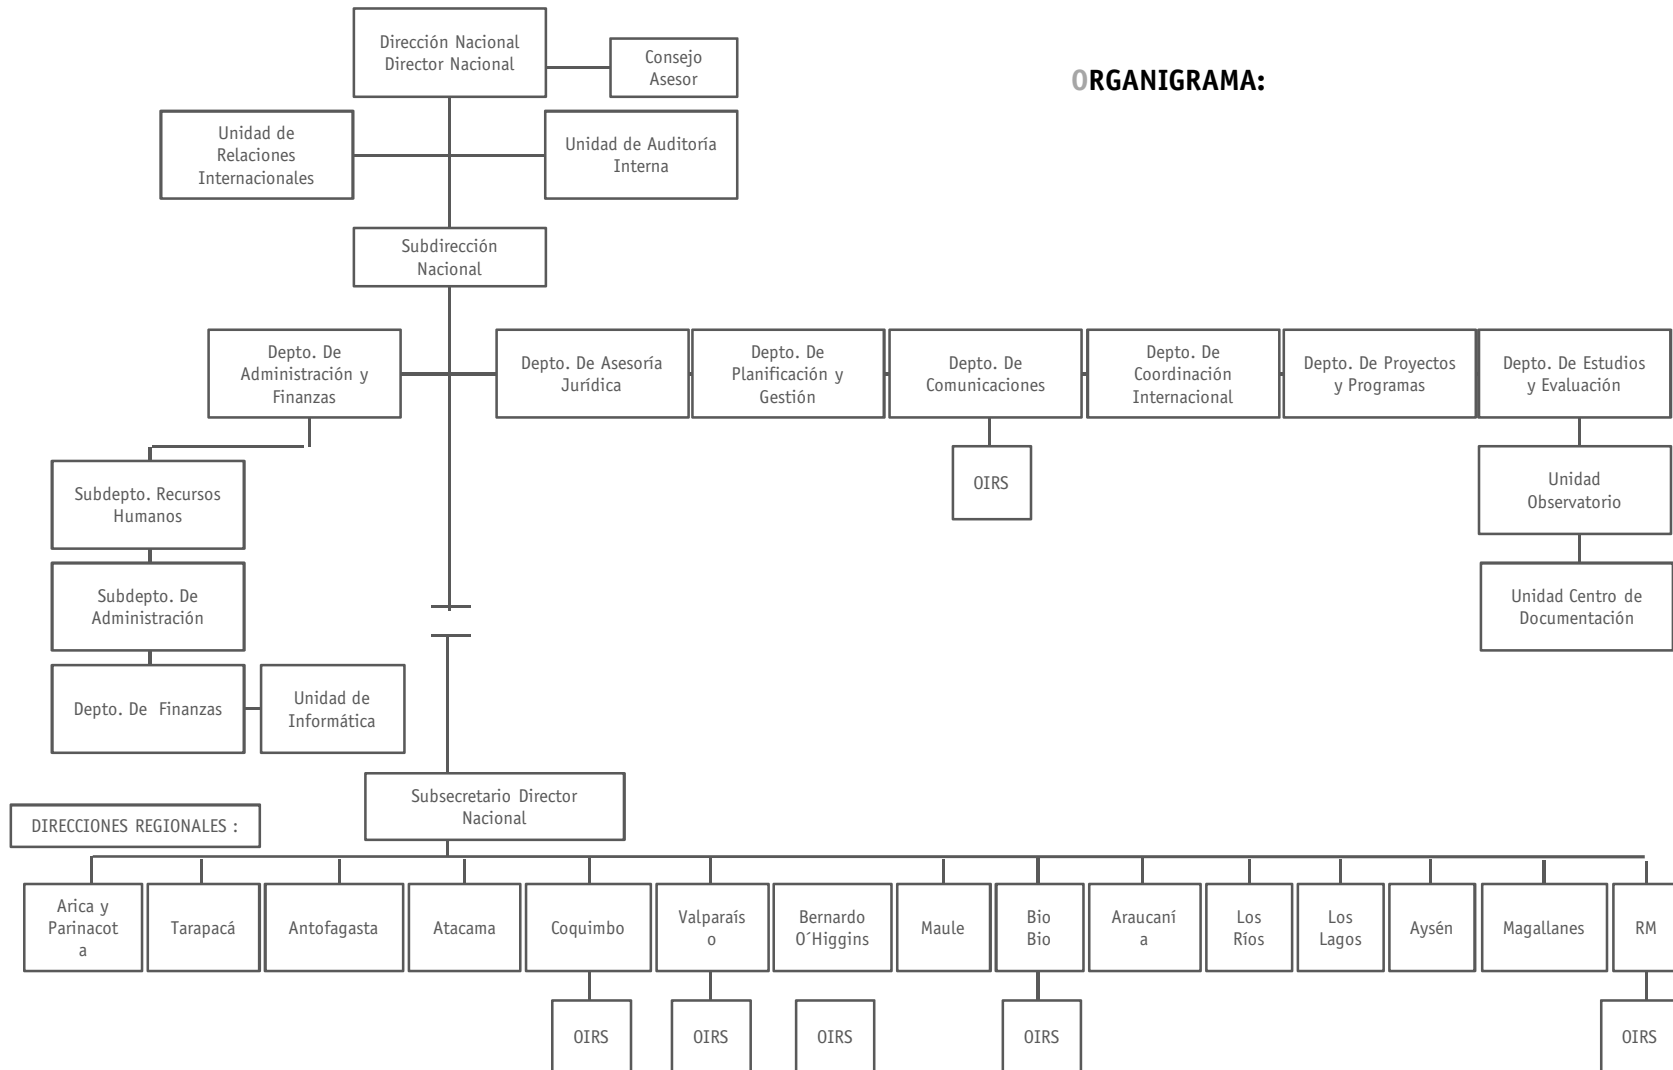 Dirección Nacional
Director Nacional
Consejo
Asesor
ORGANIGRAMA:
Unidad de
Relaciones
Internacionales
Unidad de Auditoría
Interna
Subdirección
Nacional
Depto. De
Administración y
Finanzas
Depto. De Asesoría
Jurídica
Depto. De
Planificación y
Gestión
Depto. De
Comunicaciones
Depto. De
Coordinación
Internacional
Depto. De Proyectos
y Programas
Depto. De Estudios
y Evaluación
Subdepto. Recursos
Humanos
OIRS
Unidad
Observatorio
Subdepto. De
Administración
Unidad Centro de
Documentación
Depto. De Finanzas
Unidad de
Informática
Subsecretario Director
Nacional
DIRECCIONES REGIONALES :
Arica y
Parinacot
a
Tarapacá
Antofagasta
Atacama
Coquimbo
Valparaís
o
Bernardo
O´Higgins
Maule
Bio
Bio
Araucaní
a
Los
Ríos
Los
Lagos
Aysén
Magallanes
RM
OIRS
OIRS
OIRS
OIRS
OIRS